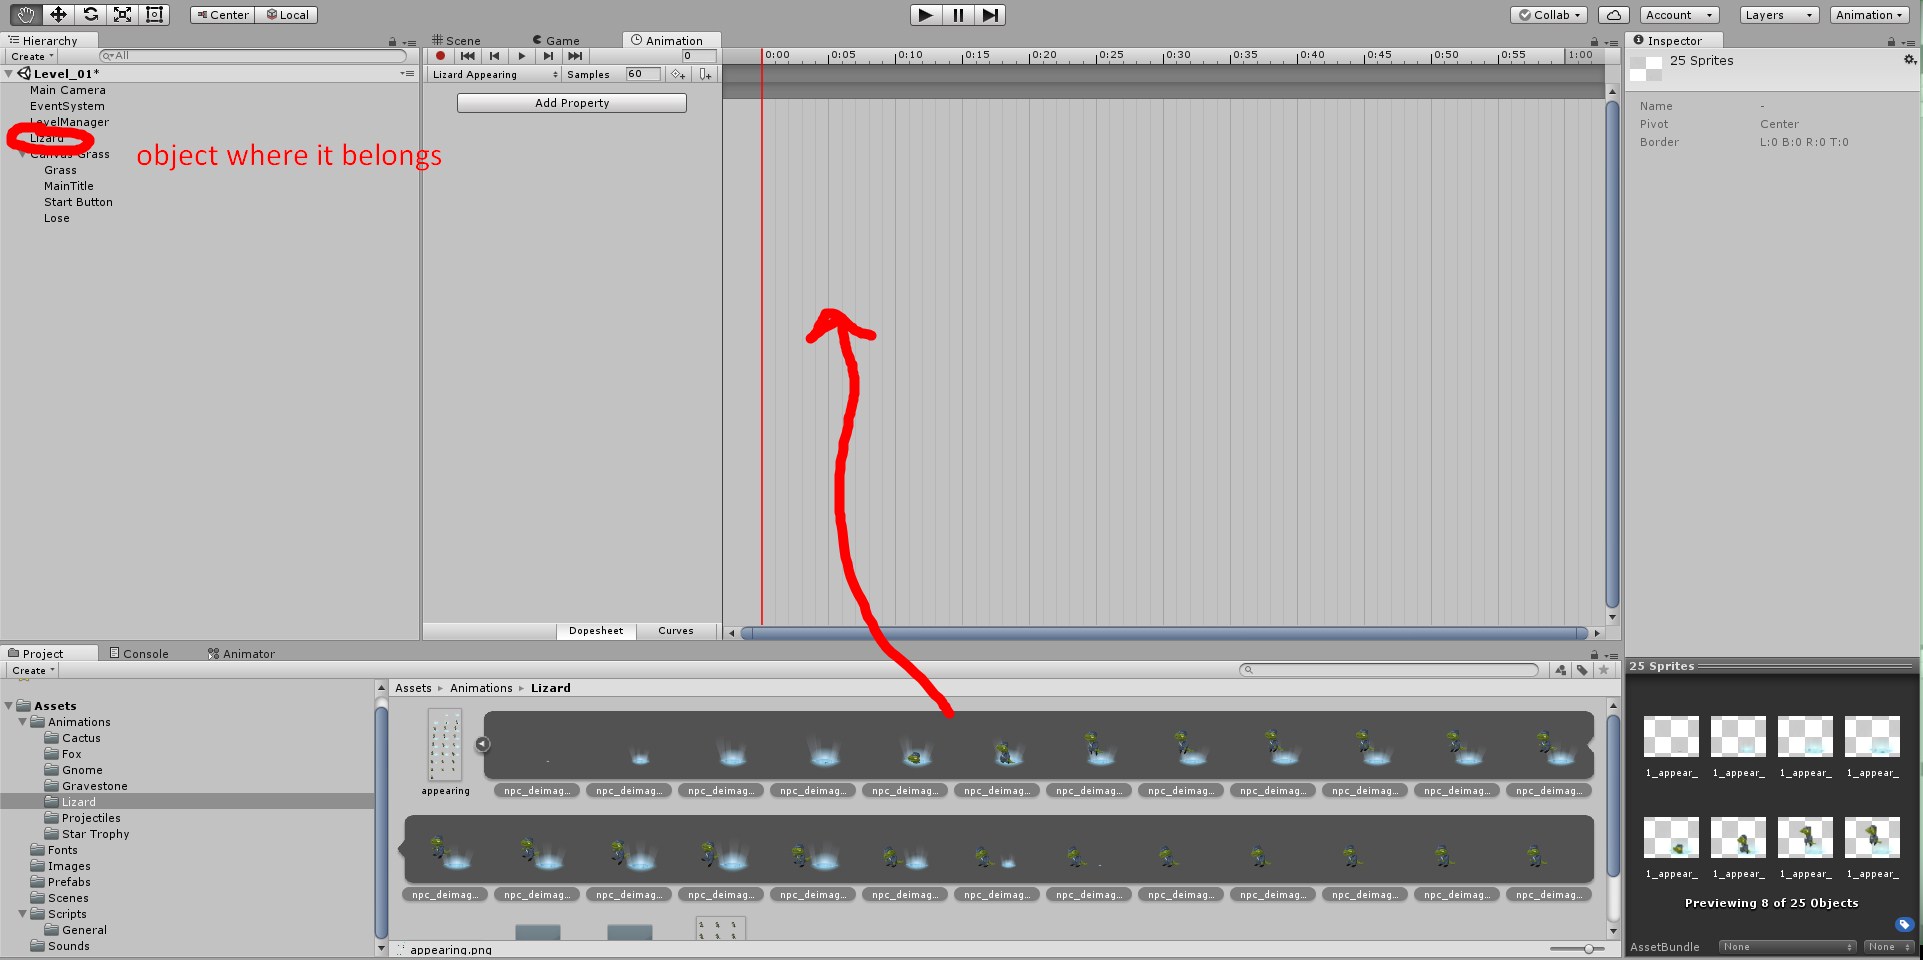 Center Local
Collab Account Layers Animation
Hierarchy
Create All
Level_01*
Main Camera
EventSystem
LevelManager
Lizard
Canvas Grass
Grass
MainTitle
Start Button
Lose
object where it belongs
Scene Game Animation
0
Lizard Appearing Samples 60
Add Property
0:00 0:05 0:10 0:15 0:20 0:25 0:30 0:35 0:40 0:45 0:50 0:55 1:00
Dopesheet Curves
Inspector
25 Sprites
Name -
Pivot Center
Border L:0 B:0 R:0 T:0
Project Console Animator
Create
Assets
Animations
Cactus
Fox
Gnome
Gravestone
Lizard
Projectiles
Star Trophy
Fonts
Images
Prefabs
Scenes
Scripts
General
Sounds
Assets ▸ Animations ▸ Lizard
appearing npc_deimag... npc_deimag... npc_deimag... npc_deimag... npc_deimag... npc_deimag... npc_deimag... npc_deimag... npc_deimag... npc_deimag... npc_deimag... npc_deimag...
npc_deimag... npc_deimag... npc_deimag... npc_deimag... npc_deimag... npc_deimag... npc_deimag... npc_deimag... npc_deimag... npc_deimag... npc_deimag... npc_deimag... npc_deimag...
appearing.png
25 Sprites
1_appear_ 1_appear_ 1_appear_ 1_appear_
1_appear_ 1_appear_ 1_appear_ 1_appear_
Previewing 8 of 25 Objects
AssetBundle None None